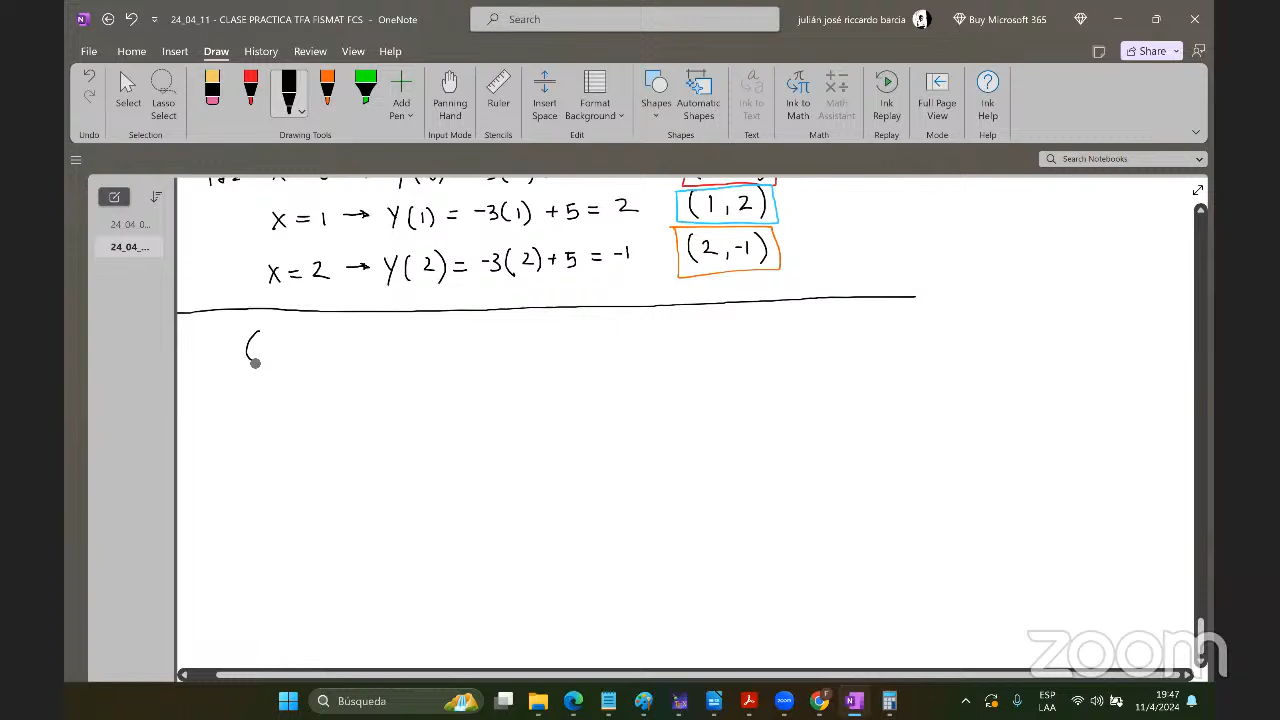 24_04_11 - CLASE PRACTICA TFA FISMAT FCS - OneNote
Search
julián josé riccardo barcia
Buy Microsoft 365
File Home Insert Draw History Review View Help
Share
Undo
Select
Lasso Select
Selection
Drawing Tools
Add Pen
Panning Hand
Input Mode
Ruler
Stencils
Insert Space
Format Background
Edit
Shapes
Automatic Shapes
Shapes
Ink to Text
Text
Ink to Math
Math Assistant
Math
Ink Replay
Replay
Full Page View
Mode
Ink Help
Help
Search Notebooks
24_04_0...
24_04_...
x = 1 → Y(1) = -3(1) + 5 = 2 (1, 2)
x = 2 → Y(2) = -3(2) + 5 = -1 (2, -1)
zoom
Búsqueda
ESP
LAA
19:47
11/4/2024